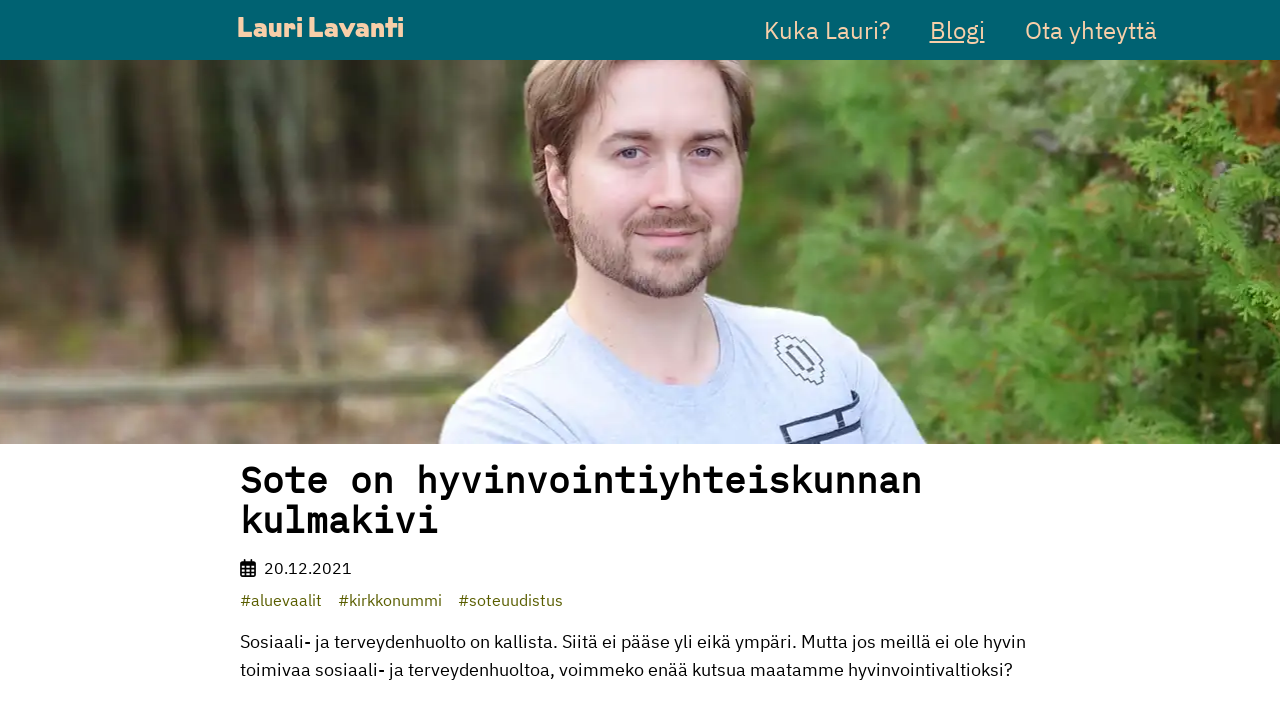 Lauri Lavanti
Kuka Lauri?
Blogi
Ota yhteyttä
Sote on hyvinvointiyhteiskunnan
kulmakivi
20.12.2021
#aluevaalit #kirkkonummi #soteuudistus
Sosiaali- ja terveydenhuolto on kallista. Siitä ei pääse yli eikä ympäri. Mutta jos meillä ei ole hyvin
toimivaa sosiaali- ja terveydenhuoltoa, voimmeko enää kutsua maatamme hyvinvointivaltioksi?